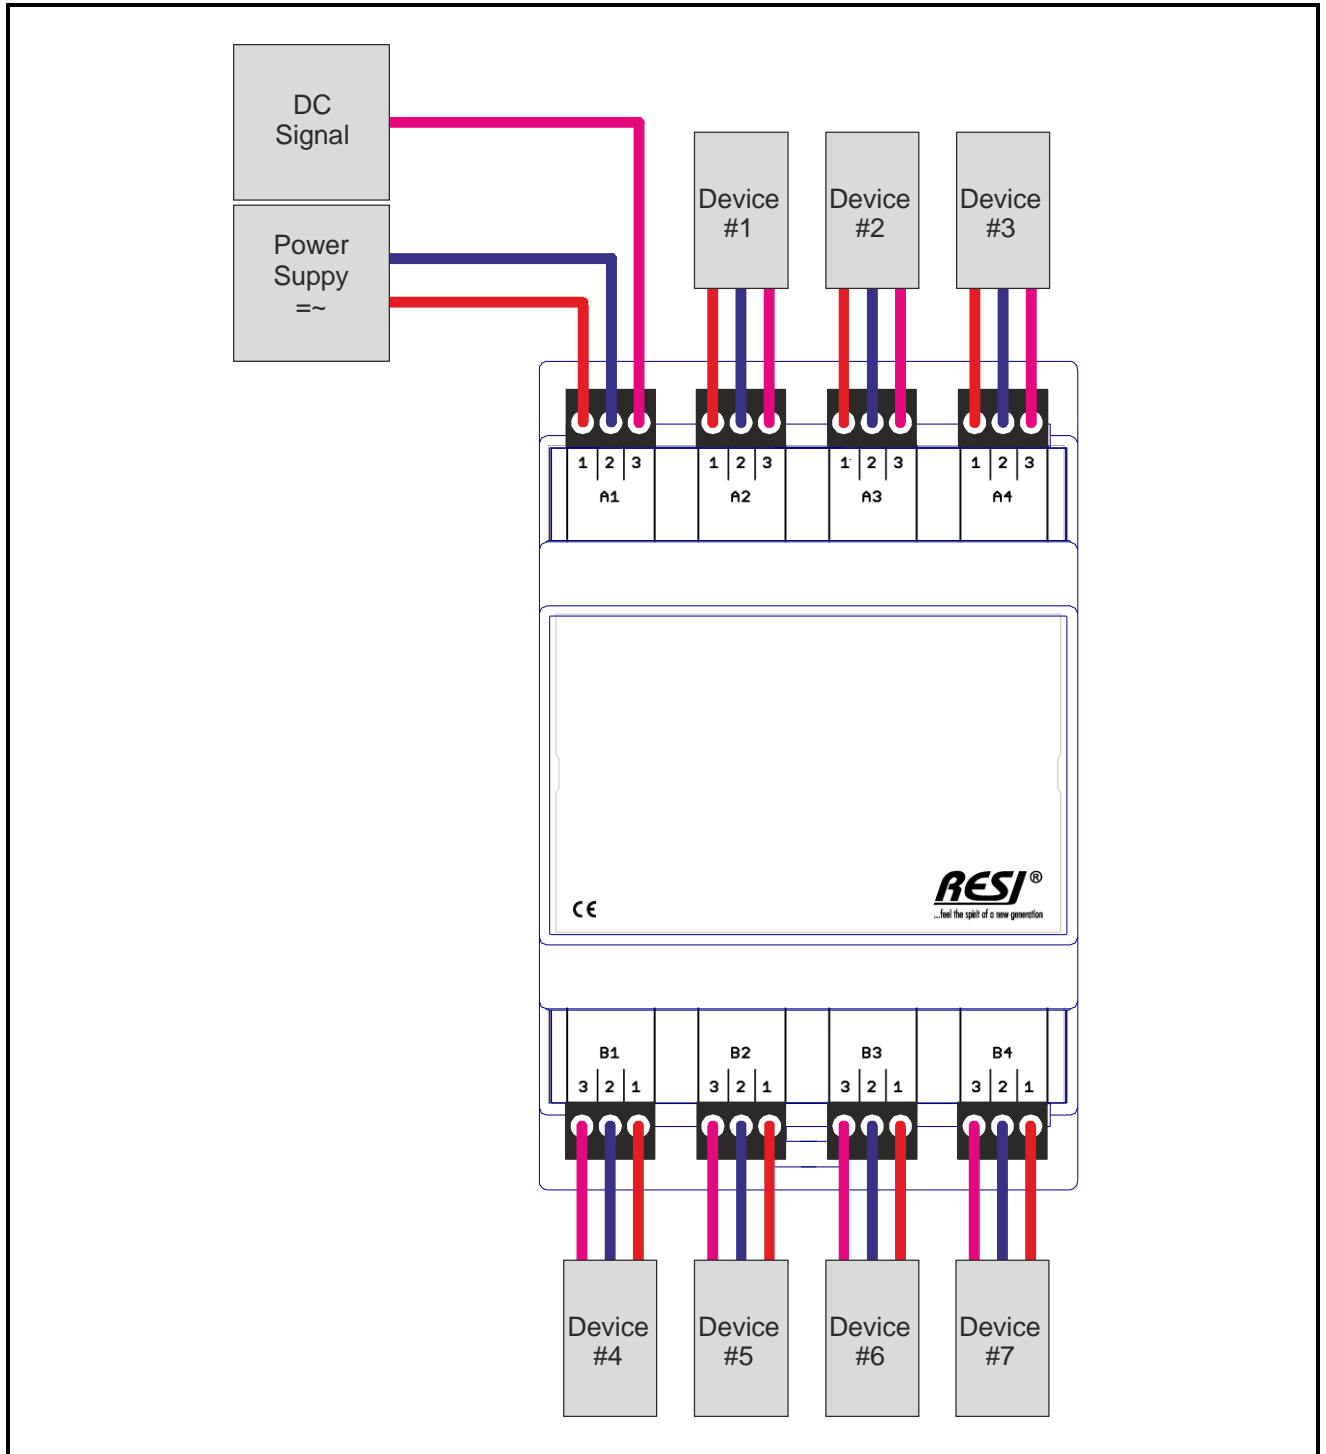 DC
Signal
Power
Suppy
=~
Device
#1
Device
#2
Device
#3
1 2 3
A1
1 2 3
A2
1 2 3
A3
1 2 3
A4
CE
RESI®
...feel the spirit of a new generation
B1
3 2 1
B2
3 2 1
B3
3 2 1
B4
3 2 1
Device
#4
Device
#5
Device
#6
Device
#7